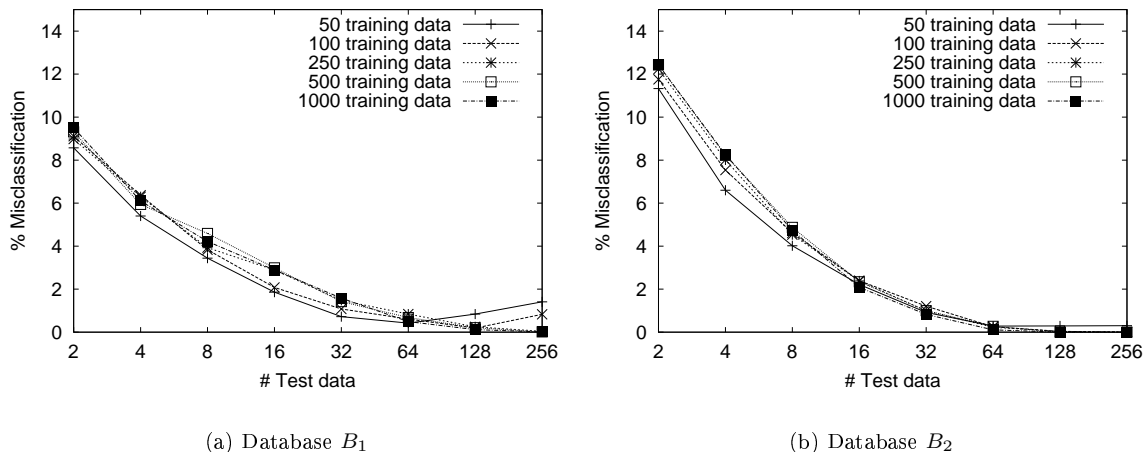 14
12
10
8
6
4
2
0
% Misclassification
50 training data
100 training data
250 training data
500 training data
1000 training data
2 4 8 16 32 64 128 256
# Test data
(a) Database B₁
14
12
10
8
6
4
2
0
% Misclassification
50 training data
100 training data
250 training data
500 training data
1000 training data
2 4 8 16 32 64 128 256
# Test data
(b) Database B₂